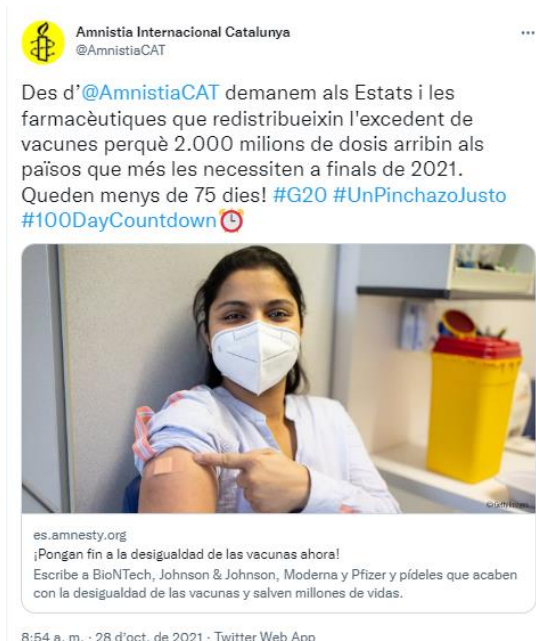 Amnistia Internacional Catalunya
@AmnistiaCAT
Des d'@AmnistiaCAT demanem als Estats i les
farmacèutiques que redistribueixin l'excedent de
vacunes perquè 2.000 milions de dosis arribin als
països que més les necessiten a finals de 2021.
Queden menys de 75 dies! #G20 #UnPinchazoJusto
#100DayCountdown
© Getty Images
es.amnesty.org
¡Pongan fin a la desigualdad de las vacunas ahora!
Escribe a BioNTech, Johnson & Johnson, Moderna y Pfizer y pídeles que acaben
con la desigualdad de las vacunas y salven millones de vidas.
8:54 a. m. · 28 d'oct. de 2021 · Twitter Web App